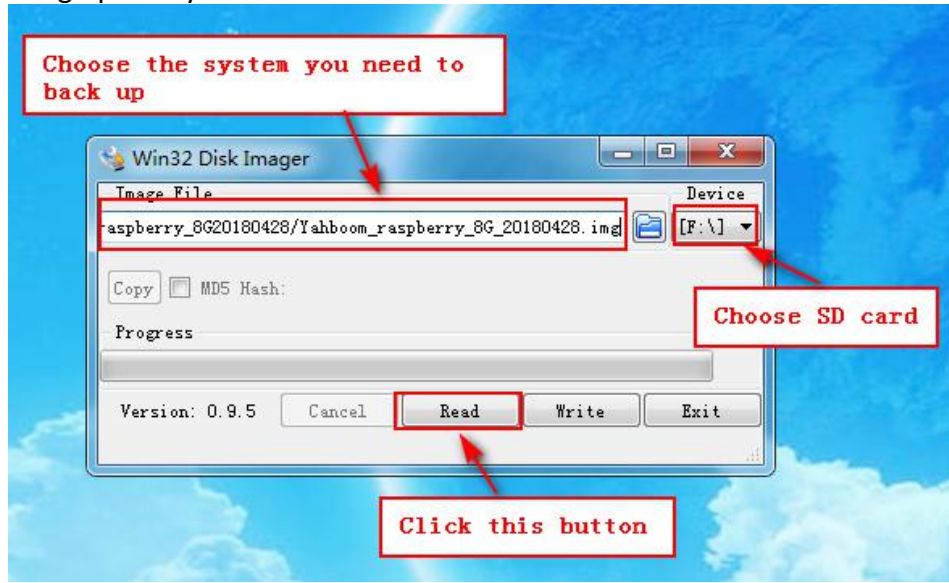 Choose the system you need to
back up
Win32 Disk Imager
Image File
Device
raspberry_8G20180428/Yahboom_raspberry_8G_20180428.img
[F:\]
Copy
MD5 Hash:
Choose SD card
Progress
Version: 0.9.5
Cancel
Read
Write
Exit
Click this button